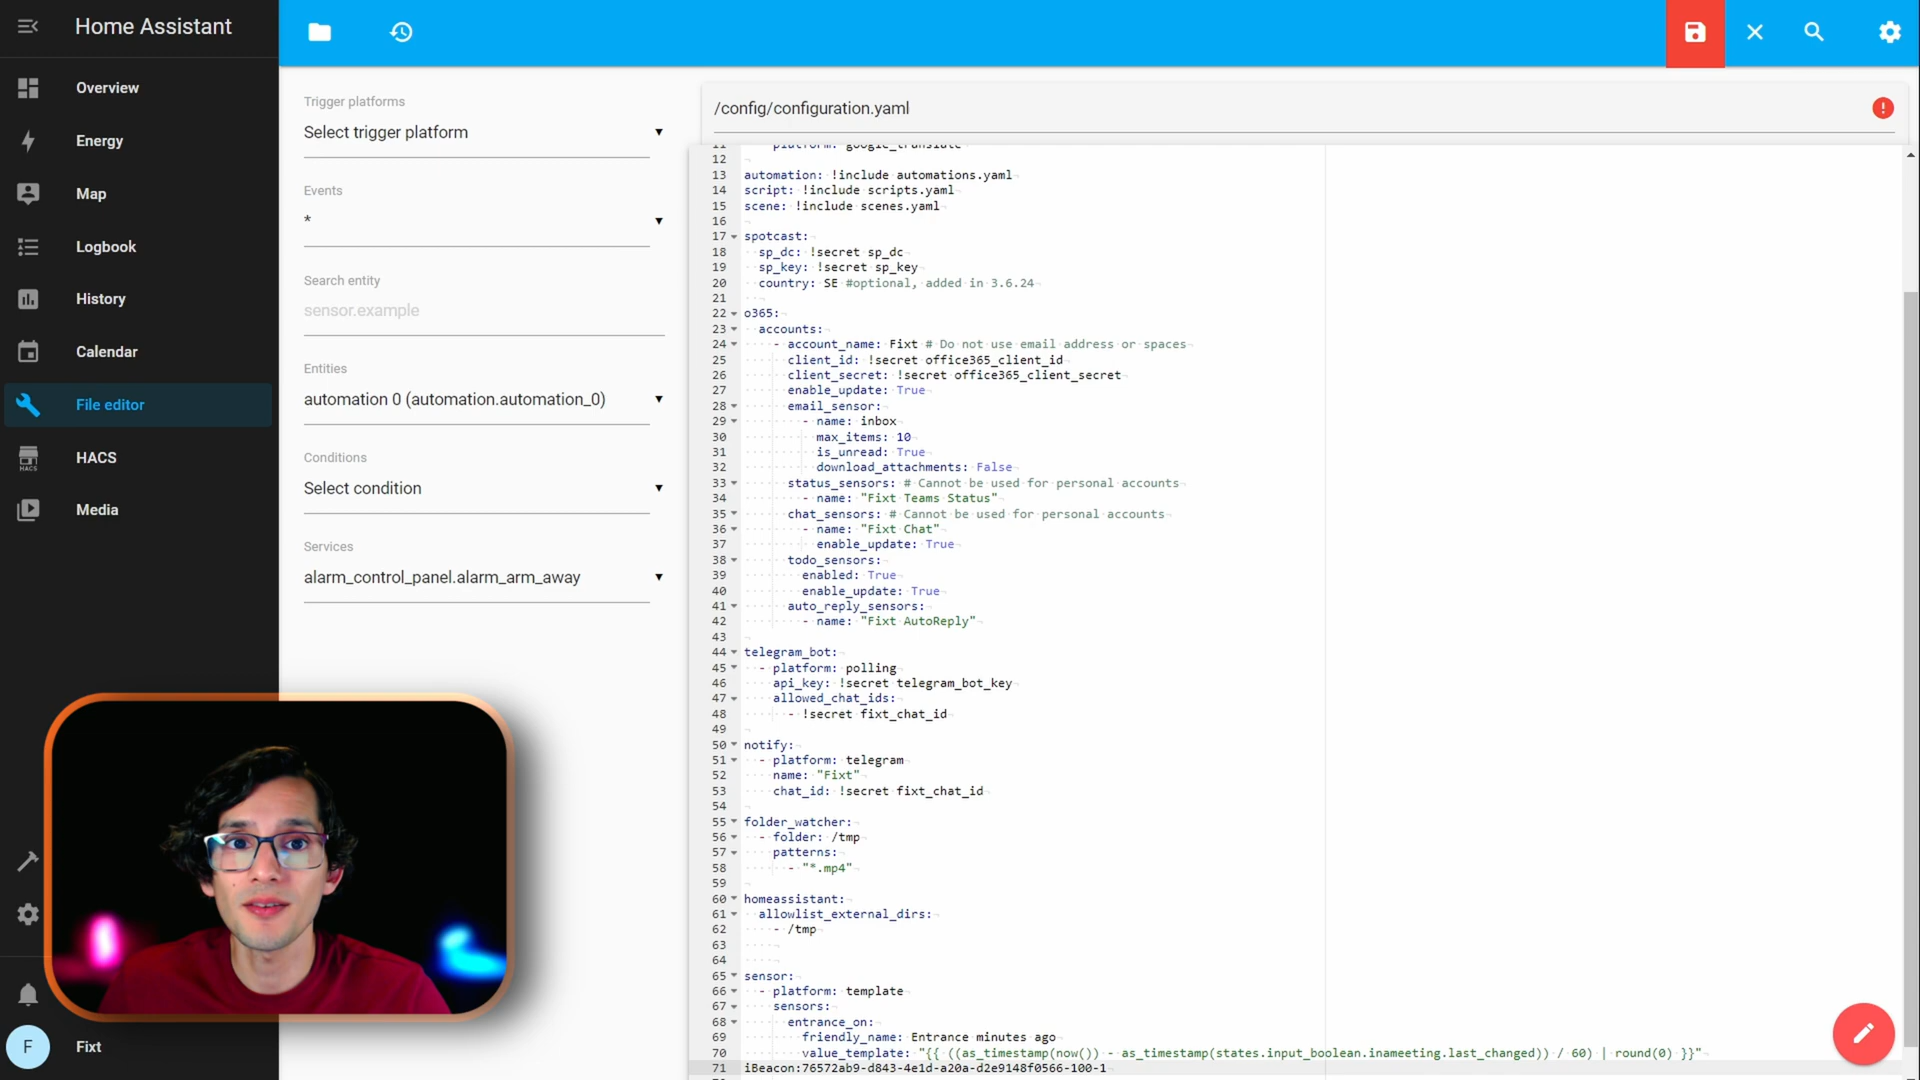 Home Assistant
Overview
Energy
Map
Logbook
History
Calendar
File editor
HACS
HACS
Media
F
Fixt
Trigger platforms
Select trigger platform
Events
*
Search entity
sensor.example
Entities
automation 0 (automation.automation_0)
Conditions
Select condition
Services
alarm_control_panel.alarm_arm_away
/config/configuration.yaml
11 platform: google_translate
12
13 automation: !include automations.yaml
14 script: !include scripts.yaml
15 scene: !include scenes.yaml
16
17 spotcast:
18 sp_dc: !secret sp_dc
19 sp_key: !secret sp_key
20 country: SE #optional, added in 3.6.24
21
22 o365:
23 accounts:
24 - account_name: Fixt # Do not use email address or spaces
25 client_id: !secret office365_client_id
26 client_secret: !secret office365_client_secret
27 enable_update: True
28 email_sensor:
29 - name: inbox
30 max_items: 10
31 is_unread: True
32 download_attachments: False
33 status_sensors: # Cannot be used for personal accounts
34 - name: "Fixt Teams Status"
35 chat_sensors: # Cannot be used for personal accounts
36 - name: "Fixt Chat"
37 enable_update: True
38 todo_sensors:
39 enabled: True
40 enable_update: True
41 auto_reply_sensors:
42 - name: "Fixt AutoReply"
43
44 telegram_bot:
45 - platform: polling
46 api_key: !secret telegram_bot_key
47 allowed_chat_ids:
48 - !secret fixt_chat_id
49
50 notify:
51 - platform: telegram
52 name: "Fixt"
53 chat_id: !secret fixt_chat_id
54
55 folder_watcher:
56 - folder: /tmp
57 patterns:
58 - "*.mp4"
59
60 homeassistant:
61 allowlist_external_dirs:
62 - /tmp
63
64
65 sensor:
66 - platform: template
67 sensors:
68 entrance_on:
69 friendly_name: Entrance minutes ago
70 value_template: "{{ ((as_timestamp(now()) - as_timestamp(states.input_boolean.inameeting.last_changed)) / 60) | round(0) }}"
71 iBeacon:76572ab9-d843-4e1d-a20a-d2e9148f0566-100-1